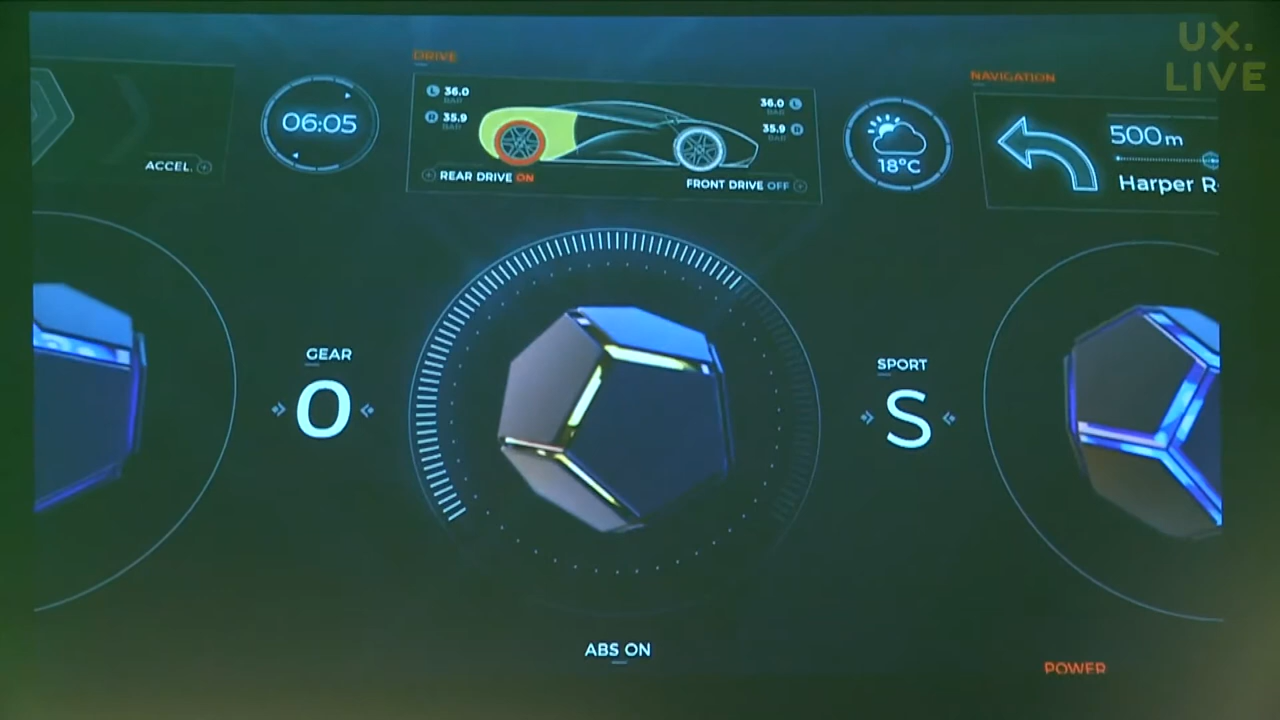 UX.
LIVE
DRIVE
NAVIGATION
36.0
BAR
35.9
BAR
36.0
BAR
35.9
BAR
06:05
18°C
500m
Harper R
ACCEL.
REAR DRIVE ON
FRONT DRIVE OFF
GEAR
0
SPORT
S
ABS ON
POWER